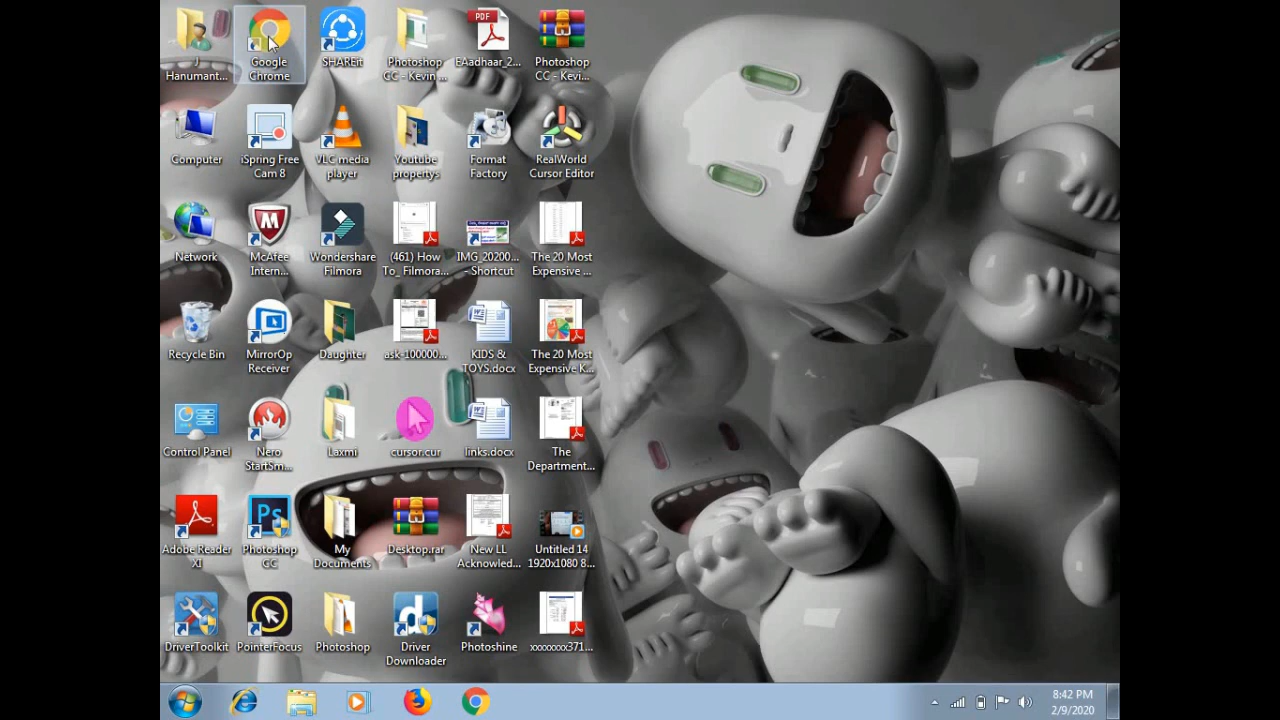 J
Hanumant...
Google
Chrome
SHAREit
Photoshop
CC - Kevin ...
PDF
EAadhaar_2...
Photoshop
CC - Kevi...
Computer
iSpring Free
Cam 8
VLC media
player
Youtube
propertys
Format
Factory
RealWorld
Cursor Editor
Network
McAfee
Intern...
Wondershare
Filmora
(461) How
To_ Filmora...
IMG_20200...
- Shortcut
The 20 Most
Expensive ...
Recycle Bin
MirrorOp
Receiver
Daughter
ask-100000...
KIDS &
TOYS.docx
The 20 Most
Expensive K...
Control Panel
Nero
StartSm...
Laxmi
cursor.cur
links.docx
The
Department...
Adobe Reader
XI
Ps
Photoshop
CC
My
Documents
Desktop.rar
New LL
Acknowled...
Untitled 14
1920x1080 8...
DriverToolkit
PointerFocus
Photoshop
Driver
Downloader
Photoshine
xxxxxxxx371...
8:42 PM
2/9/2020